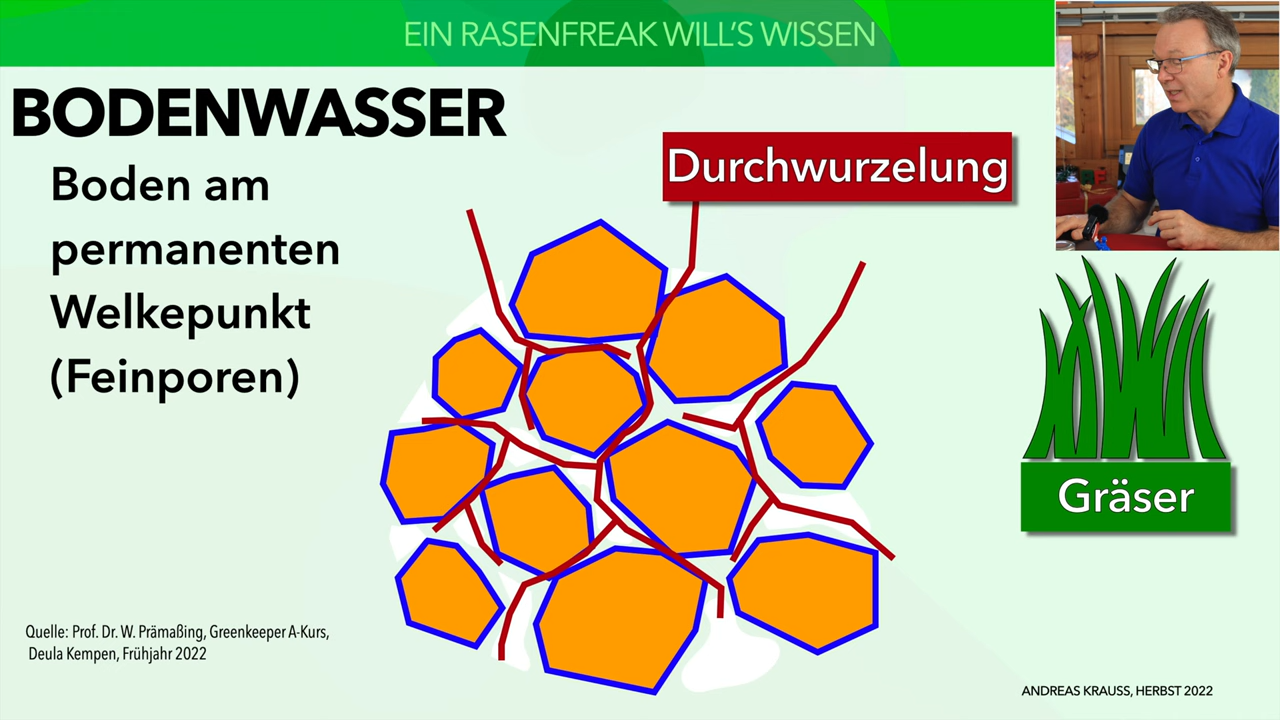 EIN RASENFREAK WILL'S WISSEN
BODENWASSER
Boden am
permanenten
Welkepunkt
(Feinporen)
Durchwurzelung
Gräser
Quelle: Prof. Dr. W. Prämaßing, Greenkeeper A-Kurs,
Deula Kempen, Frühjahr 2022
ANDREAS KRAUSS, HERBST 2022